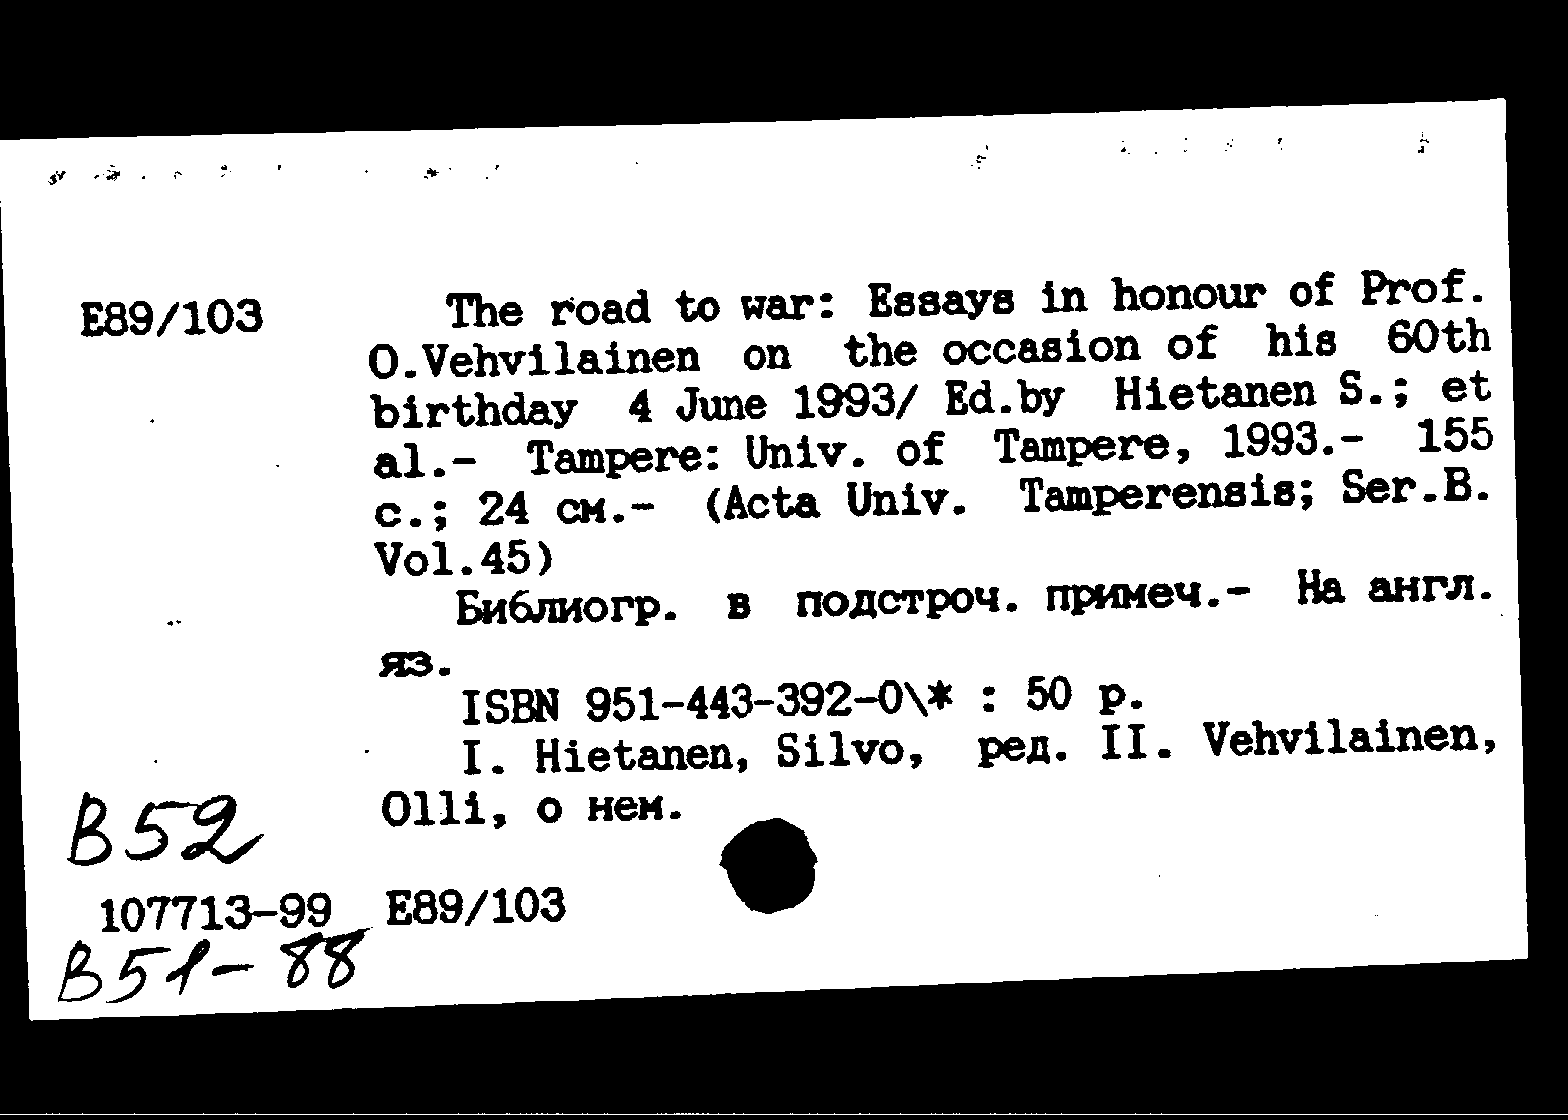 E89/103 The road to war: Essays in honour of Prof.
O.Vehvilainen on the occasion of his 60th
birthday 4 June 1993/ Ed.by Hietanen S.; et
al.- Tampere: Univ. of Tampere, 1993.- 155
с.; 24 см.- (Acta Univ. Tamperensis; Ser.B.
Vol.45)
Библиогр. в подстроч. примеч.- На англ.
яз.
ISBN 951-443-392-0\* : 50 р.
I. Hietanen, Silvo, ред. II. Vehvilainen,
Olli, о нем.
B52
107713-99 E89/103
B51-88